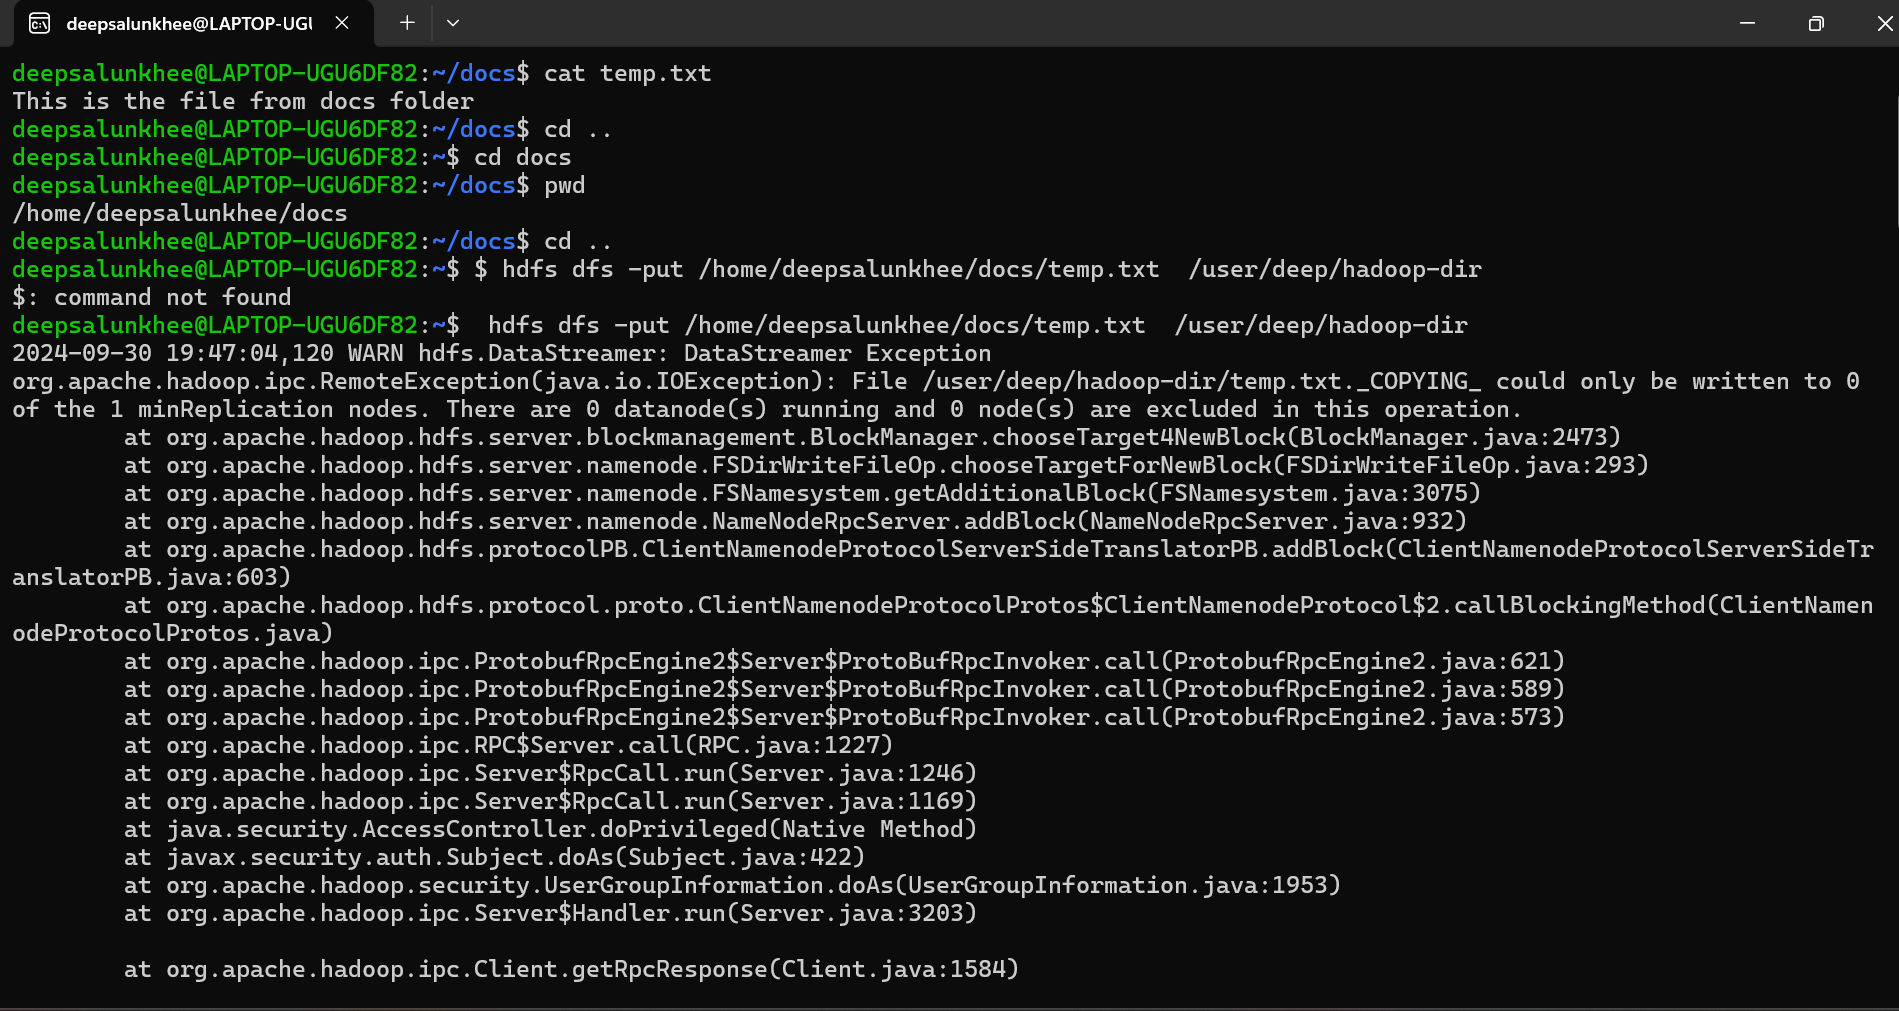 deepsalunkhee@LAPTOP-UGU
deepsalunkhee@LAPTOP-UGU6DF82:~/docs$ cat temp.txt
This is the file from docs folder
deepsalunkhee@LAPTOP-UGU6DF82:~/docs$ cd ..
deepsalunkhee@LAPTOP-UGU6DF82:~$ cd docs
deepsalunkhee@LAPTOP-UGU6DF82:~/docs$ pwd
/home/deepsalunkhee/docs
deepsalunkhee@LAPTOP-UGU6DF82:~/docs$ cd ..
deepsalunkhee@LAPTOP-UGU6DF82:~$ $ hdfs dfs -put /home/deepsalunkhee/docs/temp.txt  /user/deep/hadoop-dir
$: command not found
deepsalunkhee@LAPTOP-UGU6DF82:~$  hdfs dfs -put /home/deepsalunkhee/docs/temp.txt  /user/deep/hadoop-dir
2024-09-30 19:47:04,120 WARN hdfs.DataStreamer: DataStreamer Exception
org.apache.hadoop.ipc.RemoteException(java.io.IOException): File /user/deep/hadoop-dir/temp.txt._COPYING_ could only be written to 0
of the 1 minReplication nodes. There are 0 datanode(s) running and 0 node(s) are excluded in this operation.
        at org.apache.hadoop.hdfs.server.blockmanagement.BlockManager.chooseTarget4NewBlock(BlockManager.java:2473)
        at org.apache.hadoop.hdfs.server.namenode.FSDirWriteFileOp.chooseTargetForNewBlock(FSDirWriteFileOp.java:293)
        at org.apache.hadoop.hdfs.server.namenode.FSNamesystem.getAdditionalBlock(FSNamesystem.java:3075)
        at org.apache.hadoop.hdfs.server.namenode.NameNodeRpcServer.addBlock(NameNodeRpcServer.java:932)
        at org.apache.hadoop.hdfs.protocolPB.ClientNamenodeProtocolServerSideTranslatorPB.addBlock(ClientNamenodeProtocolServerSideTr
anslatorPB.java:603)
        at org.apache.hadoop.hdfs.protocol.proto.ClientNamenodeProtocolProtos$ClientNamenodeProtocol$2.callBlockingMethod(ClientNamen
odeProtocolProtos.java)
        at org.apache.hadoop.ipc.ProtobufRpcEngine2$Server$ProtoBufRpcInvoker.call(ProtobufRpcEngine2.java:621)
        at org.apache.hadoop.ipc.ProtobufRpcEngine2$Server$ProtoBufRpcInvoker.call(ProtobufRpcEngine2.java:589)
        at org.apache.hadoop.ipc.ProtobufRpcEngine2$Server$ProtoBufRpcInvoker.call(ProtobufRpcEngine2.java:573)
        at org.apache.hadoop.ipc.RPC$Server.call(RPC.java:1227)
        at org.apache.hadoop.ipc.Server$RpcCall.run(Server.java:1246)
        at org.apache.hadoop.ipc.Server$RpcCall.run(Server.java:1169)
        at java.security.AccessController.doPrivileged(Native Method)
        at javax.security.auth.Subject.doAs(Subject.java:422)
        at org.apache.hadoop.security.UserGroupInformation.doAs(UserGroupInformation.java:1953)
        at org.apache.hadoop.ipc.Server$Handler.run(Server.java:3203)
        at org.apache.hadoop.ipc.Client.getRpcResponse(Client.java:1584)